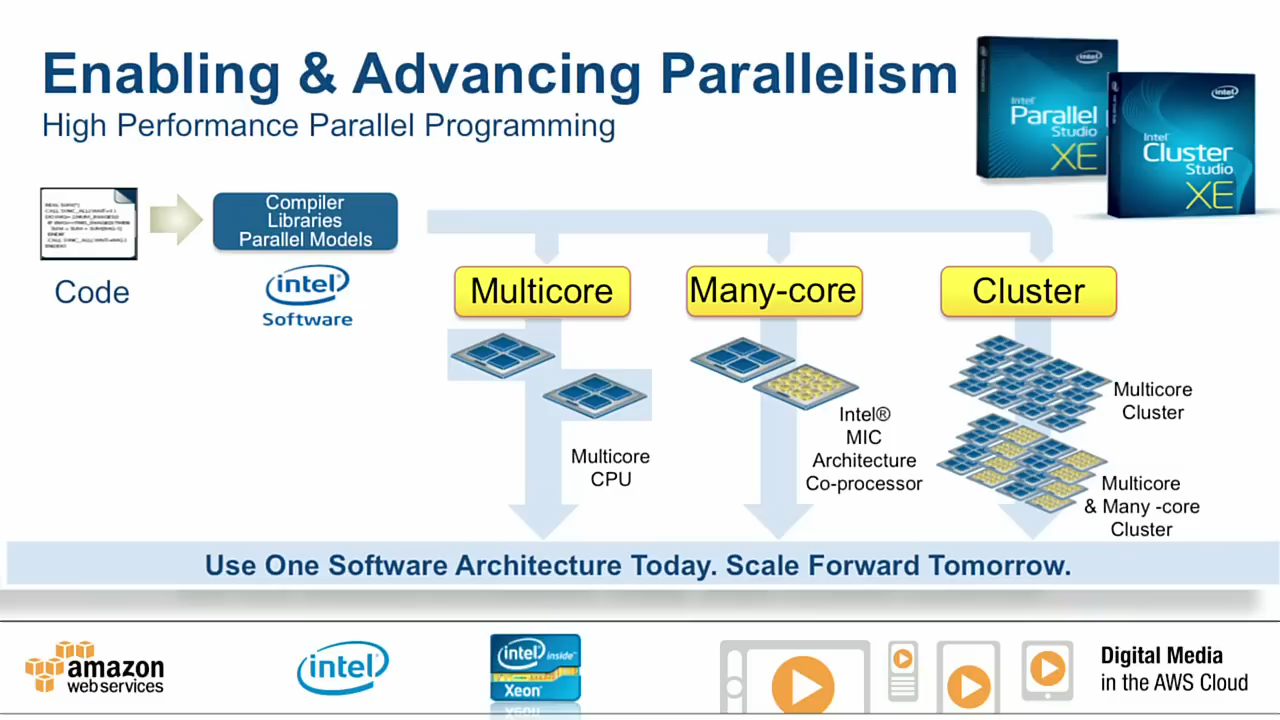 Enabling & Advancing Parallelism
High Performance Parallel Programming
intel
Intel
Parallel
Studio
XE
intel
Intel
Cluster
Studio
XE
Code
Compiler
Libraries
Parallel Models
intel®
Software
Multicore
Many-core
Cluster
Multicore
CPU
Intel®
MIC
Architecture
Co-processor
Multicore
Cluster
Multicore
& Many -core
Cluster
Use One Software Architecture Today. Scale Forward Tomorrow.
amazon
web services
intel
intel inside™
Xeon®
Digital Media
in the AWS Cloud